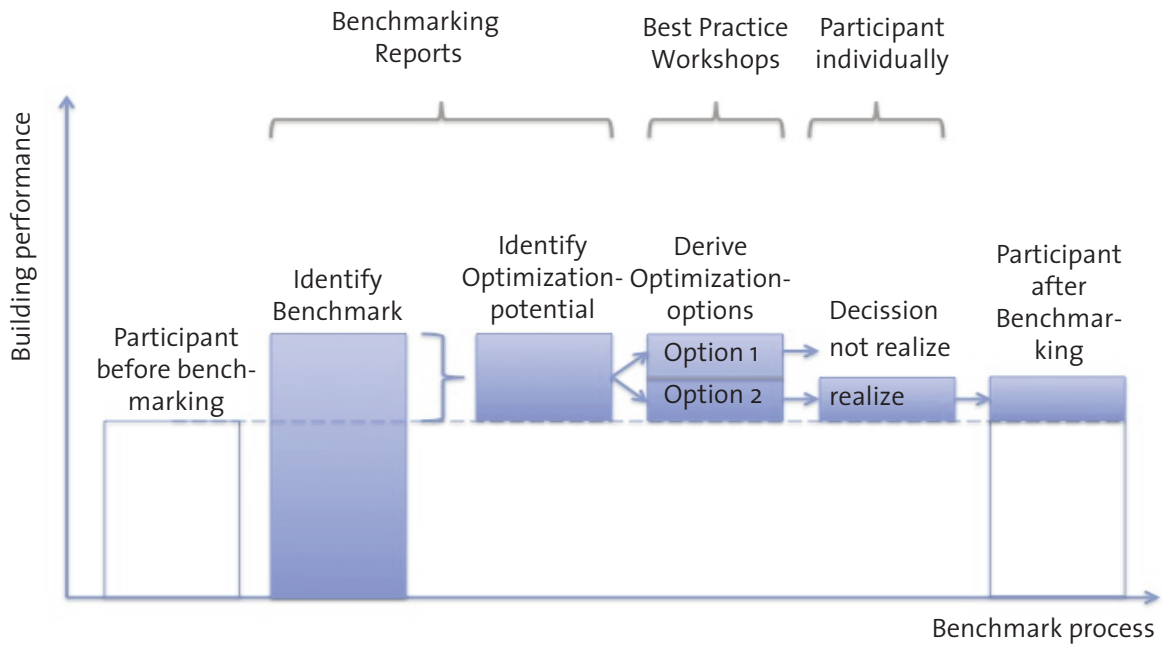 Benchmarking
Reports
Best Practice
Workshops
Participant
individually
Building performance
Participant
before bench-
marking
Identify
Benchmark
Identify
Optimization-
potential
Derive
Optimization-
options
Option 1
Option 2
Decission
not realize
realize
Participant
after
Benchmar-
king
Benchmark process